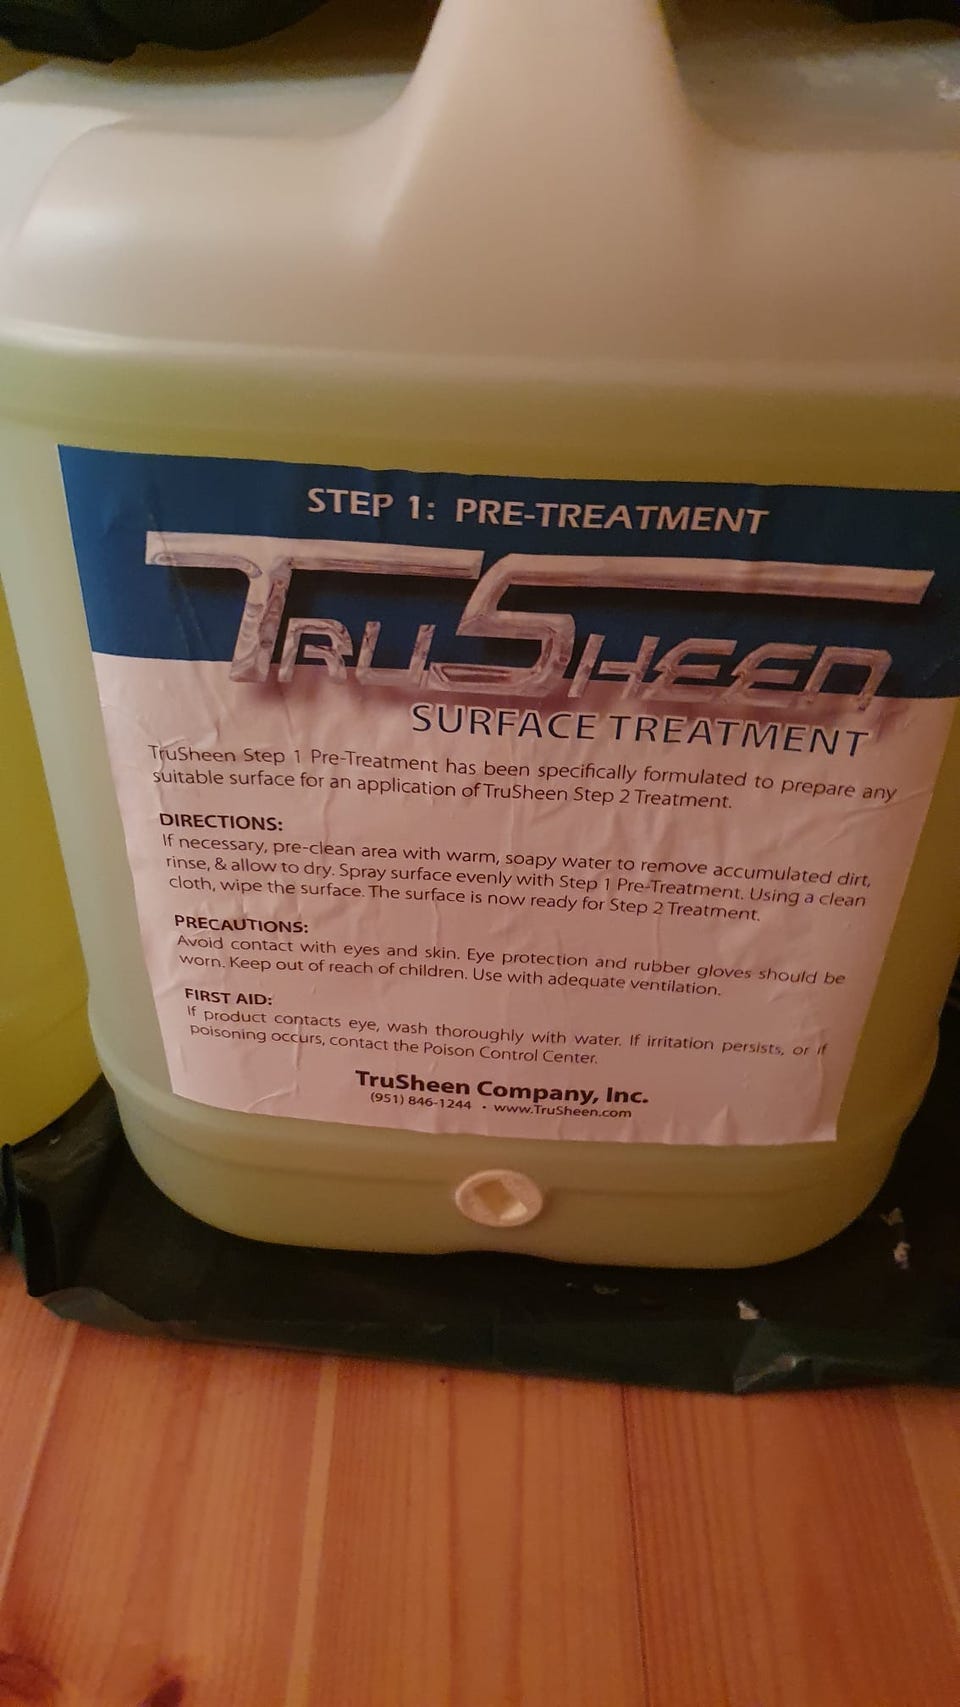 STEP 1: PRE-TREATMENT
TRUSHEEN
SURFACE TREATMENT
TruSheen Step 1 Pre-Treatment has been specifically formulated to prepare any
suitable surface for an application of TruSheen Step 2 Treatment.
DIRECTIONS:
If necessary, pre-clean area with warm, soapy water to remove accumulated dirt,
rinse, & allow to dry. Spray surface evenly with Step 1 Pre-Treatment. Using a clean
cloth, wipe the surface. The surface is now ready for Step 2 Treatment.
PRECAUTIONS:
Avoid contact with eyes and skin. Eye protection and rubber gloves should be
worn. Keep out of reach of children. Use with adequate ventilation.
FIRST AID:
If product contacts eye, wash thoroughly with water. If irritation persists, or if
poisoning occurs, contact the Poison Control Center.
TruSheen Company, Inc.
(951) 846-1244 • www.TruSheen.com